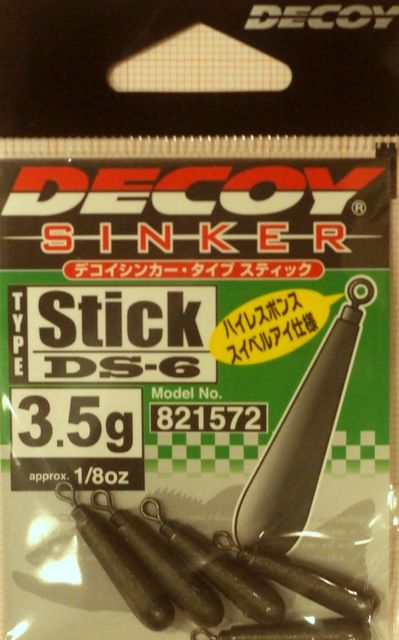 DECOY
DECOY®
SINKER
デコイシンカー・タイプ スティック
TYPE
Stick
DS-6
ハイレスポンス
スイベルアイ仕様
Model No.
821572
3.5g
approx. 1/8oz